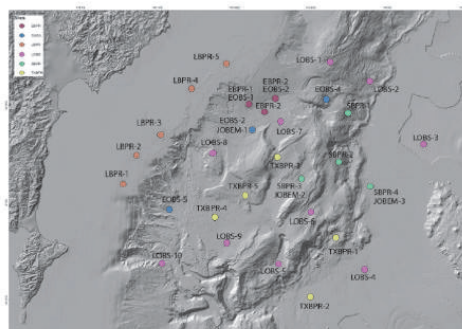 LOBS-1
LBPR-5
LBPR-4
EBPR-2
EOBS-2
EOBS-4
LOBS-2
EBPR-1
EOBS-1
EBPR-2
SBPR-1
EOBS-2
JOBEM-1
LOBS-7
LBPR-3
LOBS-3
LBPR-2
LOBS-8
TXBPR-3
SBPR-2
LBPR-1
SBPR-3
JOBEM-2
SBPR-4
JOBEM-3
TXBPR-5
EOBS-5
TXBPR-4
LOBS-6
TXBPR-1
LOBS-9
LOBS-10
LOBS-5
LOBS-4
TXBPR-2